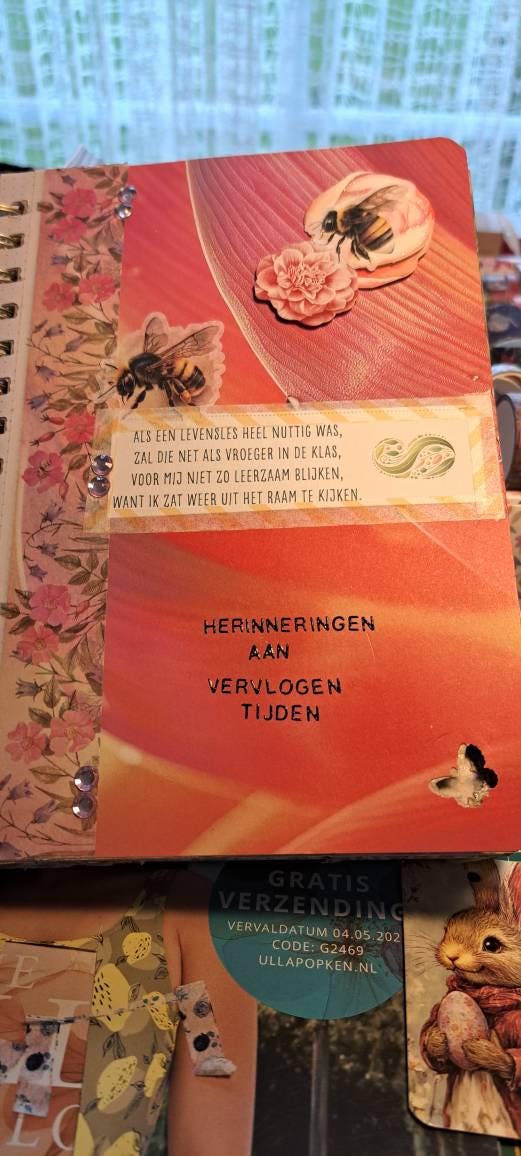 ALS EEN LEVENSLES HEEL NUTTIG WAS,
ZAL DIE NET ALS VROEGER IN DE KLAS,
VOOR MIJ NIET ZO LEERZAAM BLIJKEN,
WANT IK ZAT WEER UIT HET RAAM TE KIJKEN.
HERINNERINGEN
AAN
VERVLOGEN
TIJDEN
GRATIS
VERZENDING
VERVALDATUM 04.05.202
CODE: G2469
ULLAPOPKEN.NL